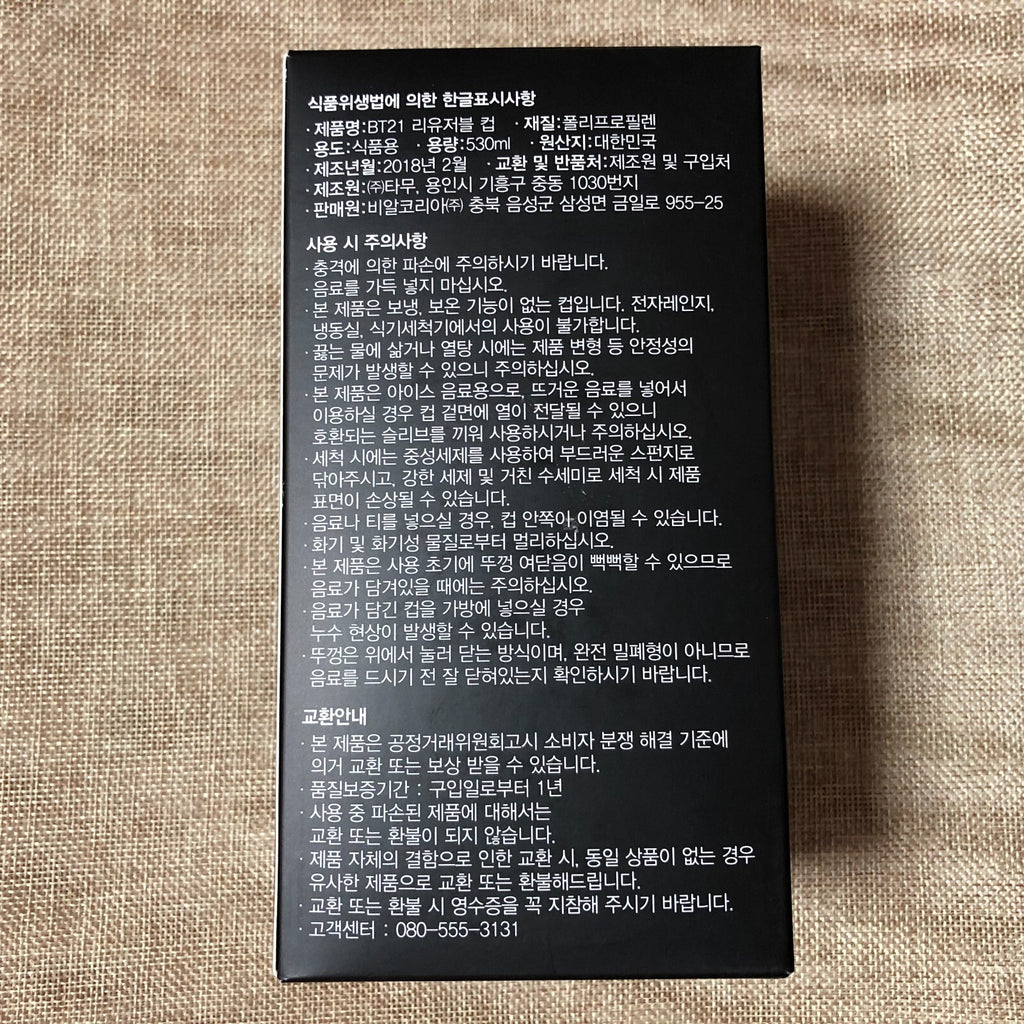 식품위생법에 의한 한글표시사항
· 제품명:BT21 리유저블 컵 · 재질:폴리프로필렌
· 용도:식품용 · 용량:530ml · 원산지:대한민국
· 제조년월:2018년 2월 · 교환 및 반품처:제조원 및 구입처
· 제조원:㈜타무, 용인시 기흥구 중동 1030번지
· 판매원:비알코리아㈜ 충북 음성군 삼성면 금일로 955-25
사용 시 주의사항
· 충격에 의한 파손에 주의하시기 바랍니다.
· 음료를 가득 넣지 마십시오.
· 본 제품은 보냉, 보온 기능이 없는 컵입니다. 전자레인지,
냉동실, 식기세척기에서의 사용이 불가합니다.
· 끓는 물에 삶거나 열탕 시에는 제품 변형 등 안정성의
문제가 발생할 수 있으니 주의하십시오.
· 본 제품은 아이스 음료용으로, 뜨거운 음료를 넣어서
이용하실 경우 컵 겉면에 열이 전달될 수 있으니
호환되는 슬리브를 끼워 사용하시거나 주의하십시오.
· 세척 시에는 중성세제를 사용하여 부드러운 스펀지로
닦아주시고, 강한 세제 및 거친 수세미로 세척 시 제품
표면이 손상될 수 있습니다.
· 음료나 티를 넣으실 경우, 컵 안쪽이 이염될 수 있습니다.
· 화기 및 화기성 물질로부터 멀리하십시오.
· 본 제품은 사용 초기에 뚜껑 여닫음이 뻑뻑할 수 있으므로
음료가 담겨있을 때에는 주의하십시오.
· 음료가 담긴 컵을 가방에 넣으실 경우
누수 현상이 발생할 수 있습니다.
· 뚜껑은 위에서 눌러 닫는 방식이며, 완전 밀폐형이 아니므로
음료를 드시기 전 잘 닫혀있는지 확인하시기 바랍니다.
교환안내
· 본 제품은 공정거래위원회고시 소비자 분쟁 해결 기준에
의거 교환 또는 보상 받을 수 있습니다.
· 품질보증기간 : 구입일로부터 1년
· 사용 중 파손된 제품에 대해서는
교환 또는 환불이 되지 않습니다.
· 제품 자체의 결함으로 인한 교환 시, 동일 상품이 없는 경우
유사한 제품으로 교환 또는 환불해드립니다.
· 교환 또는 환불 시 영수증을 꼭 지참해 주시기 바랍니다.
· 고객센터 : 080-555-3131